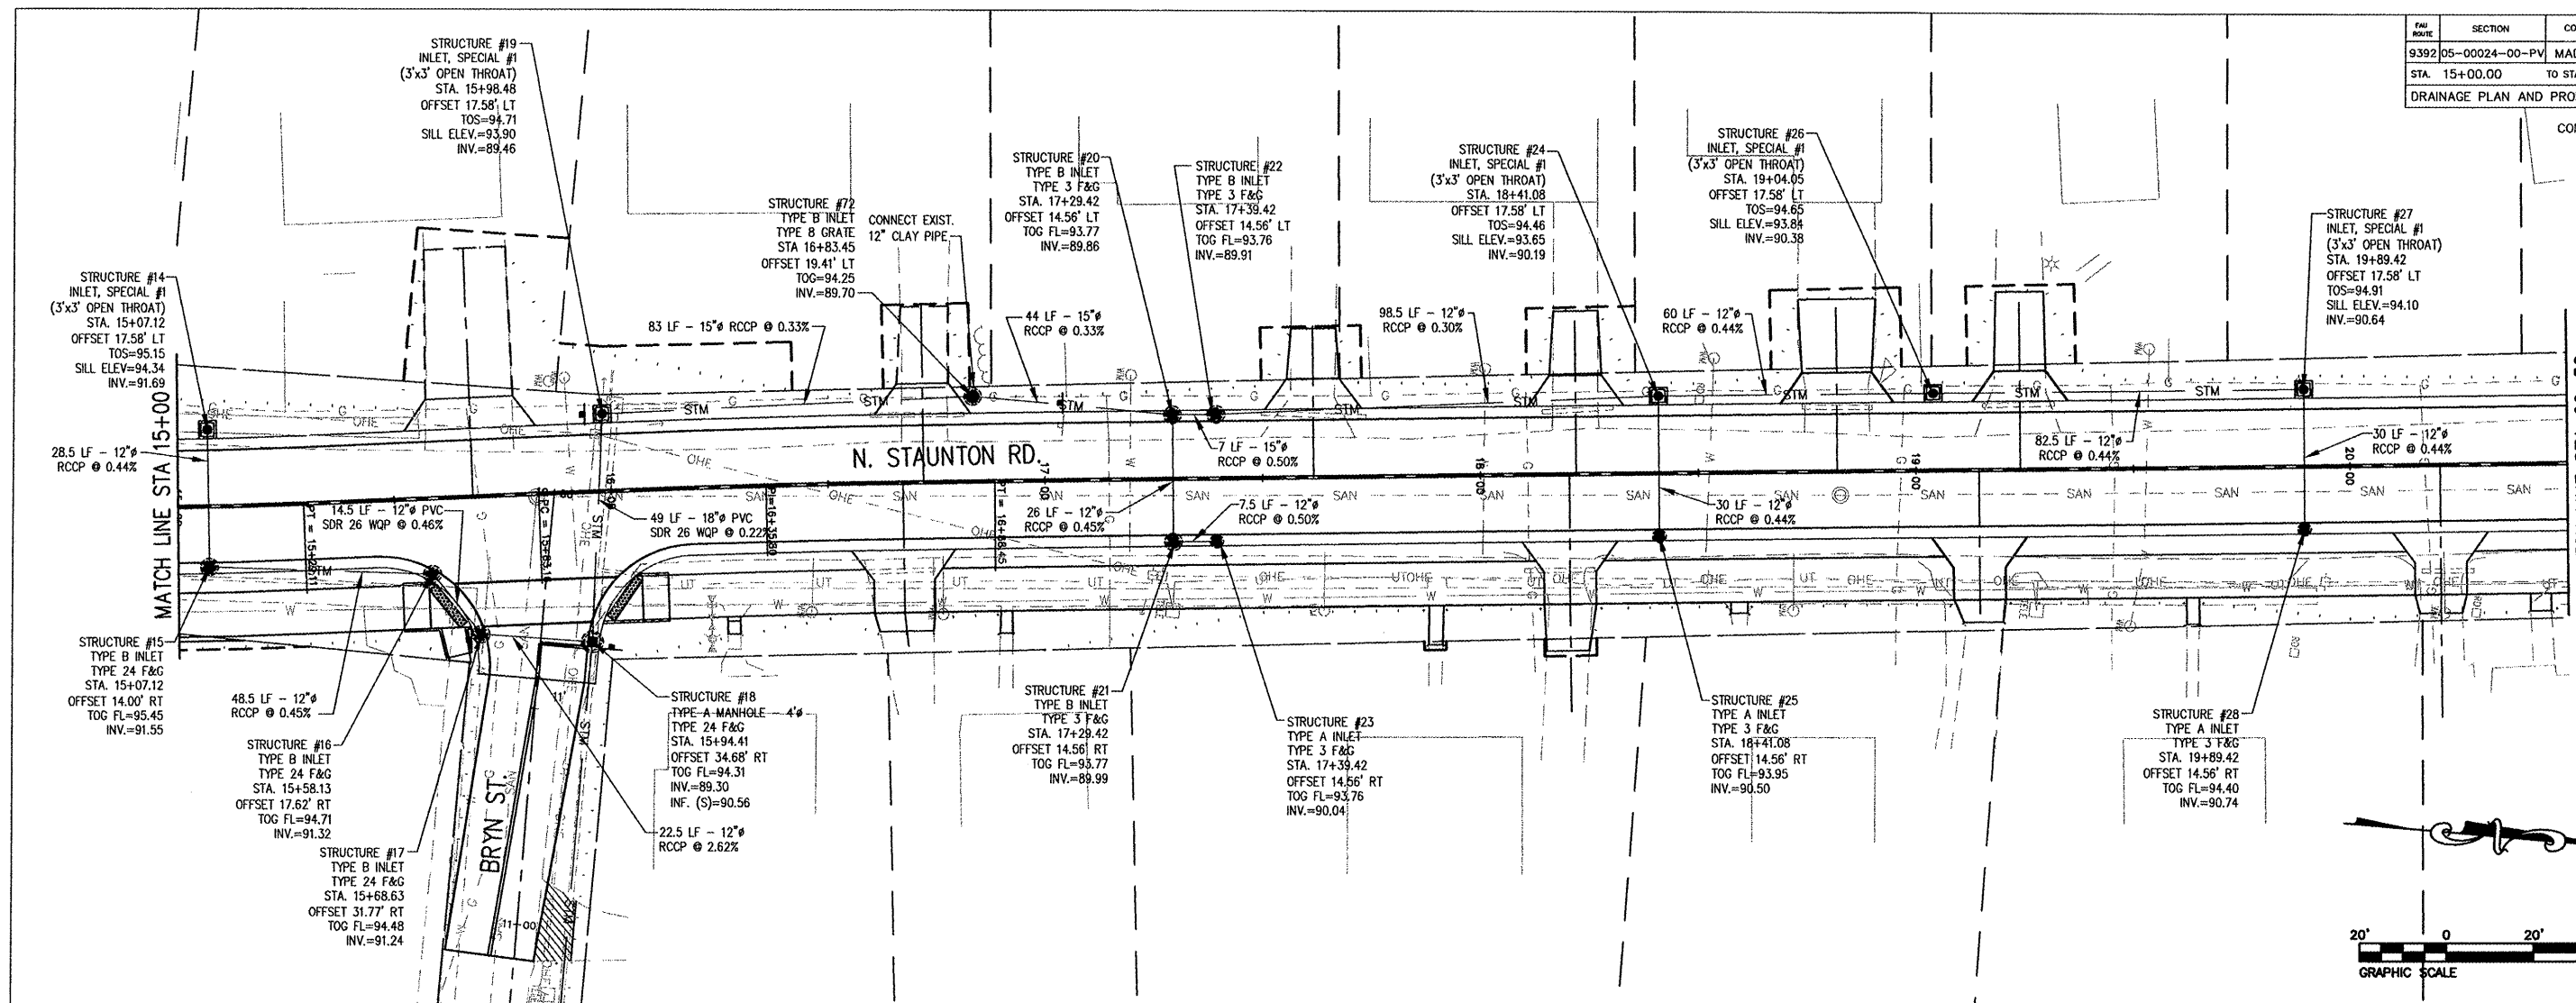 FAU ROUTE
SECTION
9392
05-00024-00-PV
STA. 15+00.00
DRAINAGE PLAN AND
STRUCTURE #19
INLET, SPECIAL #1
(3'x3' OPEN THROAT)
STA. 15+98.48
OFFSET 17.58' LT
TOS=94.71
SILL ELEV.=93.90
INV.=89.46
STRUCTURE #20
TYPE B INLET
TYPE 3 F&G
STA. 17+29.42
OFFSET 14.56' LT
TOG FL=93.77
INV.=89.86
STRUCTURE #22
TYPE B INLET
TYPE 3 F&G
STA. 17+39.42
OFFSET 14.56' LT
TOG FL=93.76
INV.=89.91
STRUCTURE #24
INLET, SPECIAL #1
(3'x3' OPEN THROAT)
STA. 18+41.08
OFFSET 17.58' LT
TOS=94.46
SILL ELEV.=93.65
INV.=90.19
STRUCTURE #26
INLET, SPECIAL #1
(3'x3' OPEN THROAT)
STA. 19+04.05
OFFSET 17.58' LT
TOS=94.65
SILL ELEV.=93.84
INV.=90.38
STRUCTURE #27
INLET, SPECIAL #1
(3'x3' OPEN THROAT)
STA. 19+89.42
OFFSET 17.58' LT
TOS=94.91
SILL ELEV.=94.10
INV.=90.64
STRUCTURE #72
TYPE B INLET
TYPE 8 GRATE
STA 16+83.45
OFFSET 19.41' LT
TOG=94.25
INV.=89.70
CONNECT EXIST.
12" CLAY PIPE
STRUCTURE #14
INLET, SPECIAL #1
(3'x3' OPEN THROAT)
STA. 15+07.12
OFFSET 17.58' LT
TOS=95.15
SILL ELEV=94.34
INV.=91.69
83 LF - 15"ø RCCP @ 0.33%
44 LF - 15"ø
RCCP @ 0.33%
98.5 LF - 12"ø
RCCP @ 0.30%
60 LF - 12"ø
RCCP @ 0.44%
28.5 LF - 12"ø
RCCP @ 0.44%
MATCH LINE STA 15+00
N. STAUNTON RD.
7 LF - 15"ø
RCCP @ 0.50%
82.5 LF - 12"ø
RCCP @ 0.44%
30 LF - 12"ø
RCCP @ 0.44%
17+00
18+00
19+00
20+00
14.5 LF - 12"ø PVC
SDR 26 WQP @ 0.46%
49 LF - 18"ø PVC
SDR 26 WQP @ 0.22%
26 LF - 12"ø
RCCP @ 0.45%
7.5 LF - 12"ø
RCCP @ 0.50%
30 LF - 12"ø
RCCP @ 0.44%
PI=16+35.80
PT = 16+88.45
STRUCTURE #15
TYPE B INLET
TYPE 24 F&G
STA. 15+07.12
OFFSET 14.00' RT
TOG FL=95.45
INV.=91.55
48.5 LF - 12"ø
RCCP @ 0.45%
STRUCTURE #16
TYPE B INLET
TYPE 24 F&G
STA. 15+58.13
OFFSET 17.62' RT
TOG FL=94.71
INV.=91.32
STRUCTURE #17
TYPE B INLET
TYPE 24 F&G
STA. 15+68.63
OFFSET 31.77' RT
TOG FL=94.48
INV.=91.24
BRYN ST.
11+00
STRUCTURE #18
TYPE A MANHOLE 4'ø
TYPE 24 F&G
STA. 15+94.41
OFFSET 34.68' RT
TOG FL=94.31
INV.=89.30
INF. (S)=90.56
22.5 LF - 12"ø
RCCP @ 2.62%
STRUCTURE #21
TYPE B INLET
TYPE 3 F&G
STA. 17+29.42
OFFSET 14.56' RT
TOG FL=93.77
INV.=89.99
STRUCTURE #23
TYPE A INLET
TYPE 3 F&G
STA. 17+39.42
OFFSET 14.56' RT
TOG FL=93.76
INV.=90.04
STRUCTURE #25
TYPE A INLET
TYPE 3 F&G
STA. 18+41.08
OFFSET 14.56' RT
TOG FL=93.95
INV.=90.50
STRUCTURE #28
TYPE A INLET
TYPE 3 F&G
STA. 19+89.42
OFFSET 14.56' RT
TOG FL=94.40
INV.=90.74
20' 0 20'
GRAPHIC SCALE